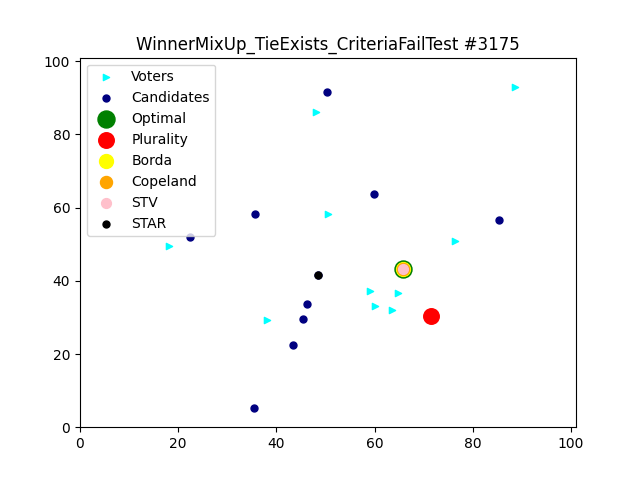 WinnerMixUp_TieExists_CriteriaFailTest #3175
100
80
60
40
20
0
Voters
Candidates
Optimal
Plurality
Borda
Copeland
STV
STAR
0 20 40 60 80 100